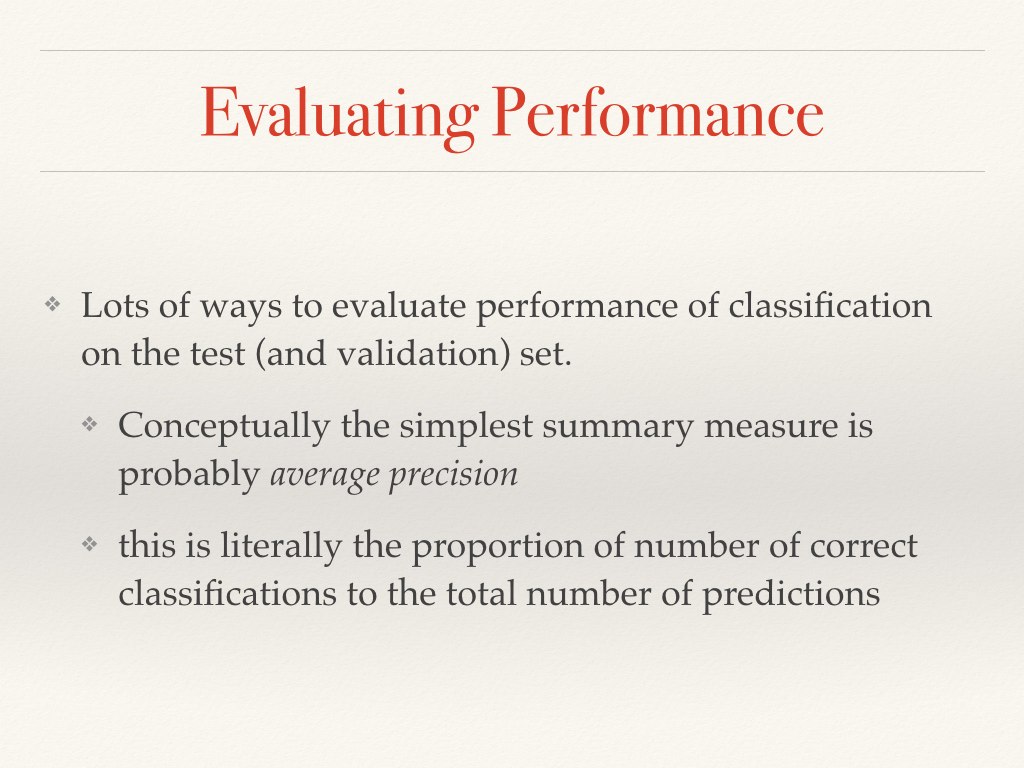 Evaluating Performance
Lots of ways to evaluate performance of classification
on the test (and validation) set.
Conceptually the simplest summary measure is
probably average precision
this is literally the proportion of number of correct
classifications to the total number of predictions